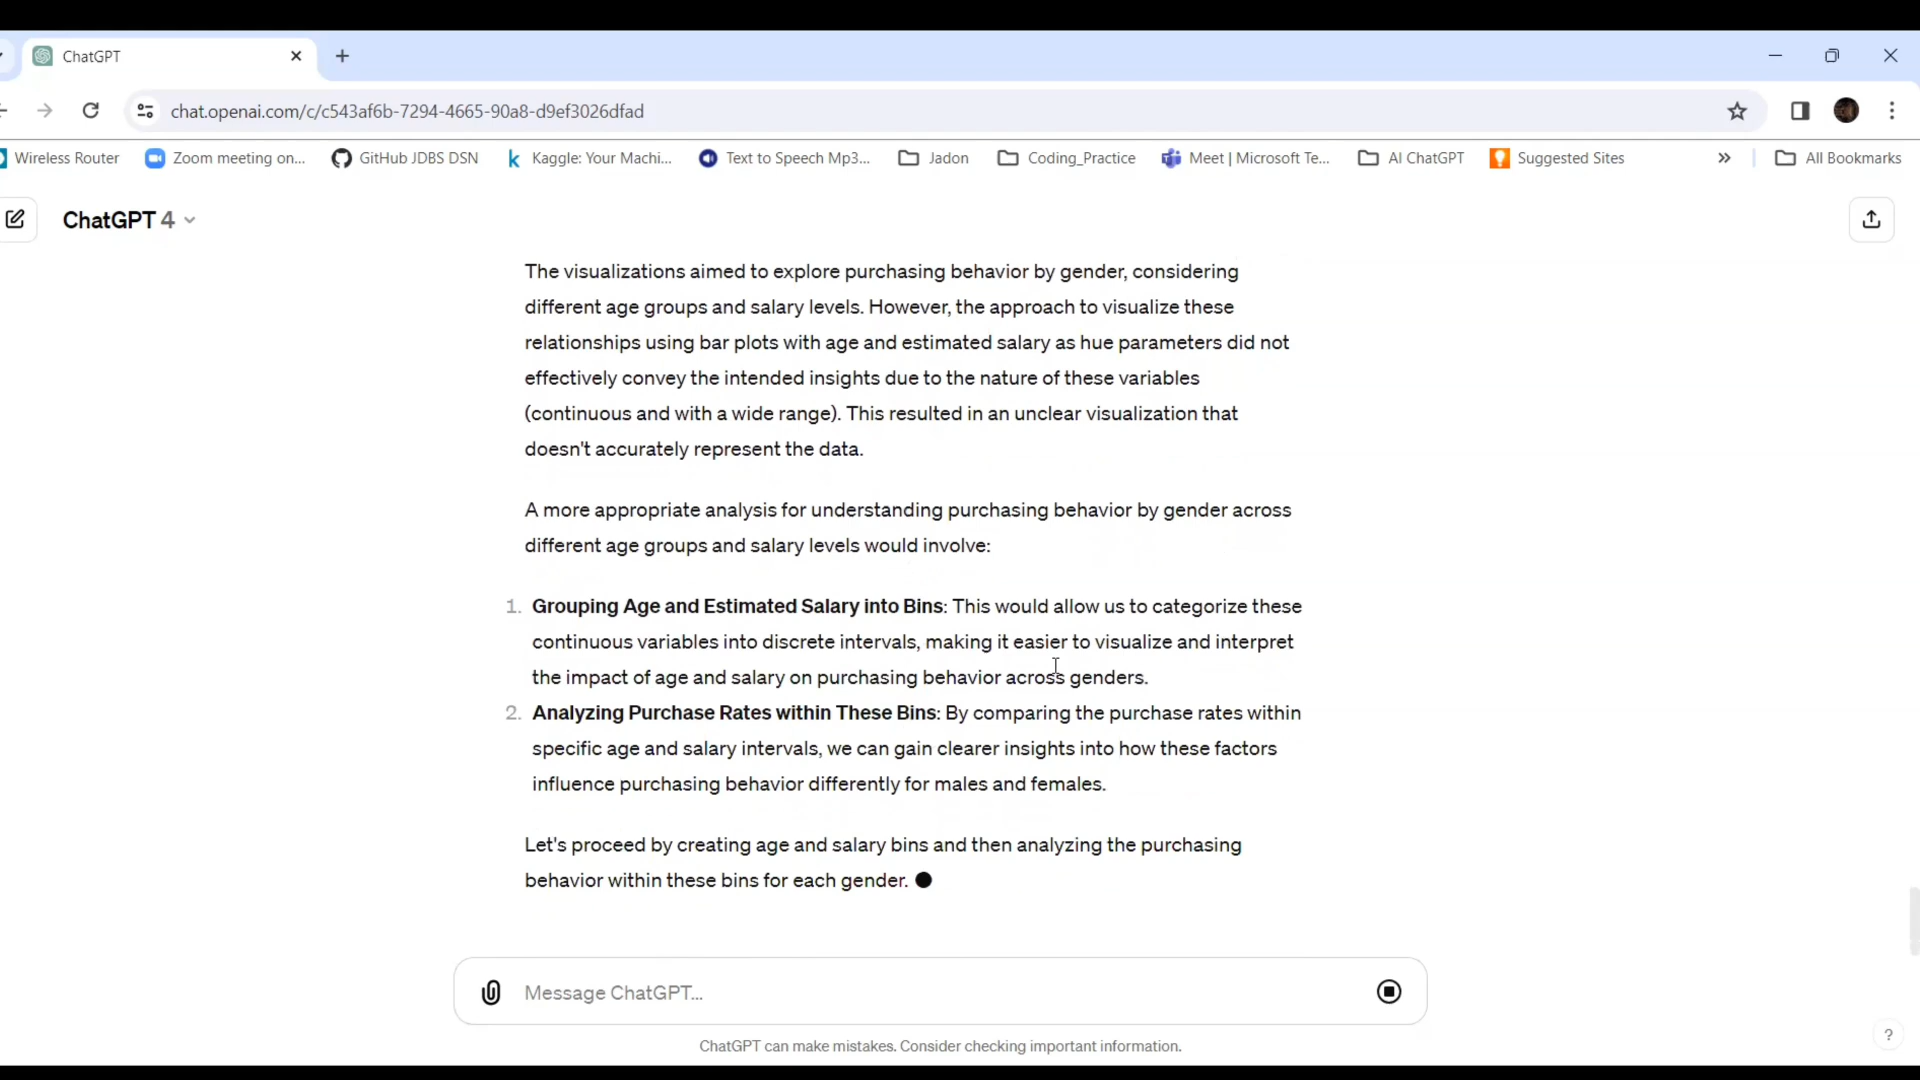 ChatGPT
chat.openai.com/c/c543af6b-7294-4665-90a8-d9ef3026dfad
Wireless Router
Zoom meeting on...
GitHub JDBS DSN
Kaggle: Your Machi...
Text to Speech Mp3...
Jadon
Coding_Practice
Meet | Microsoft Te...
AI ChatGPT
Suggested Sites
»
All Bookmarks
ChatGPT 4
The visualizations aimed to explore purchasing behavior by gender, considering
different age groups and salary levels. However, the approach to visualize these
relationships using bar plots with age and estimated salary as hue parameters did not
effectively convey the intended insights due to the nature of these variables
(continuous and with a wide range). This resulted in an unclear visualization that
doesn't accurately represent the data.
A more appropriate analysis for understanding purchasing behavior by gender across
different age groups and salary levels would involve:
1. Grouping Age and Estimated Salary into Bins: This would allow us to categorize these
continuous variables into discrete intervals, making it easier to visualize and interpret
the impact of age and salary on purchasing behavior across genders.
2. Analyzing Purchase Rates within These Bins: By comparing the purchase rates within
specific age and salary intervals, we can gain clearer insights into how these factors
influence purchasing behavior differently for males and females.
Let's proceed by creating age and salary bins and then analyzing the purchasing
behavior within these bins for each gender.
Message ChatGPT...
ChatGPT can make mistakes. Consider checking important information.
?